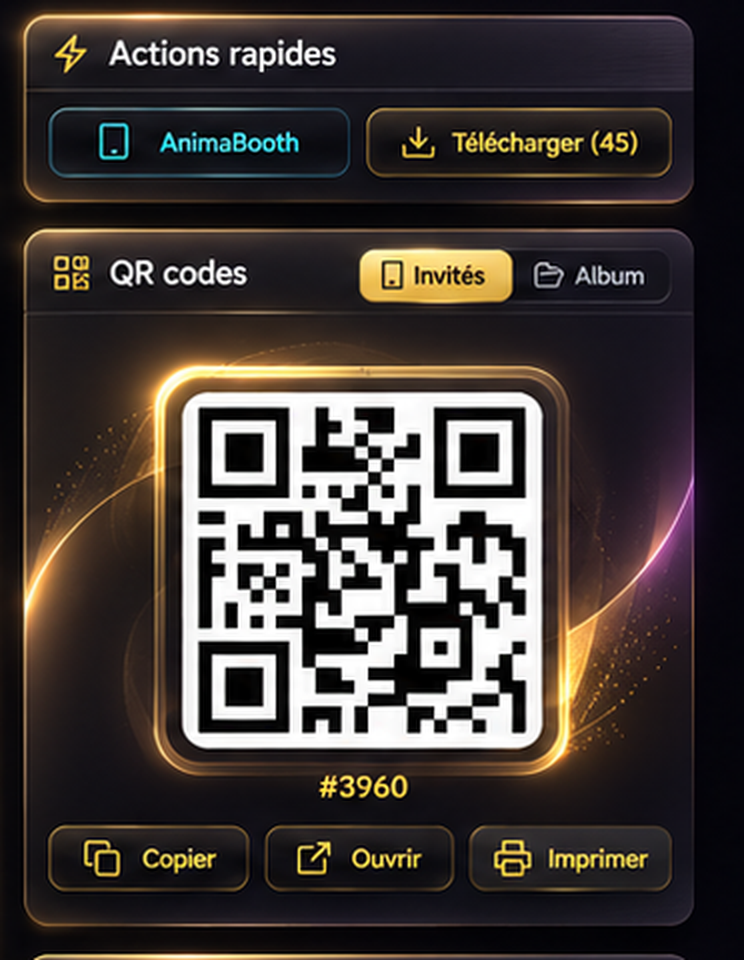 Actions rapides
AnimaBooth
Télécharger (45)
QR codes
Invités
Album
#3960
Copier
Ouvrir
Imprimer